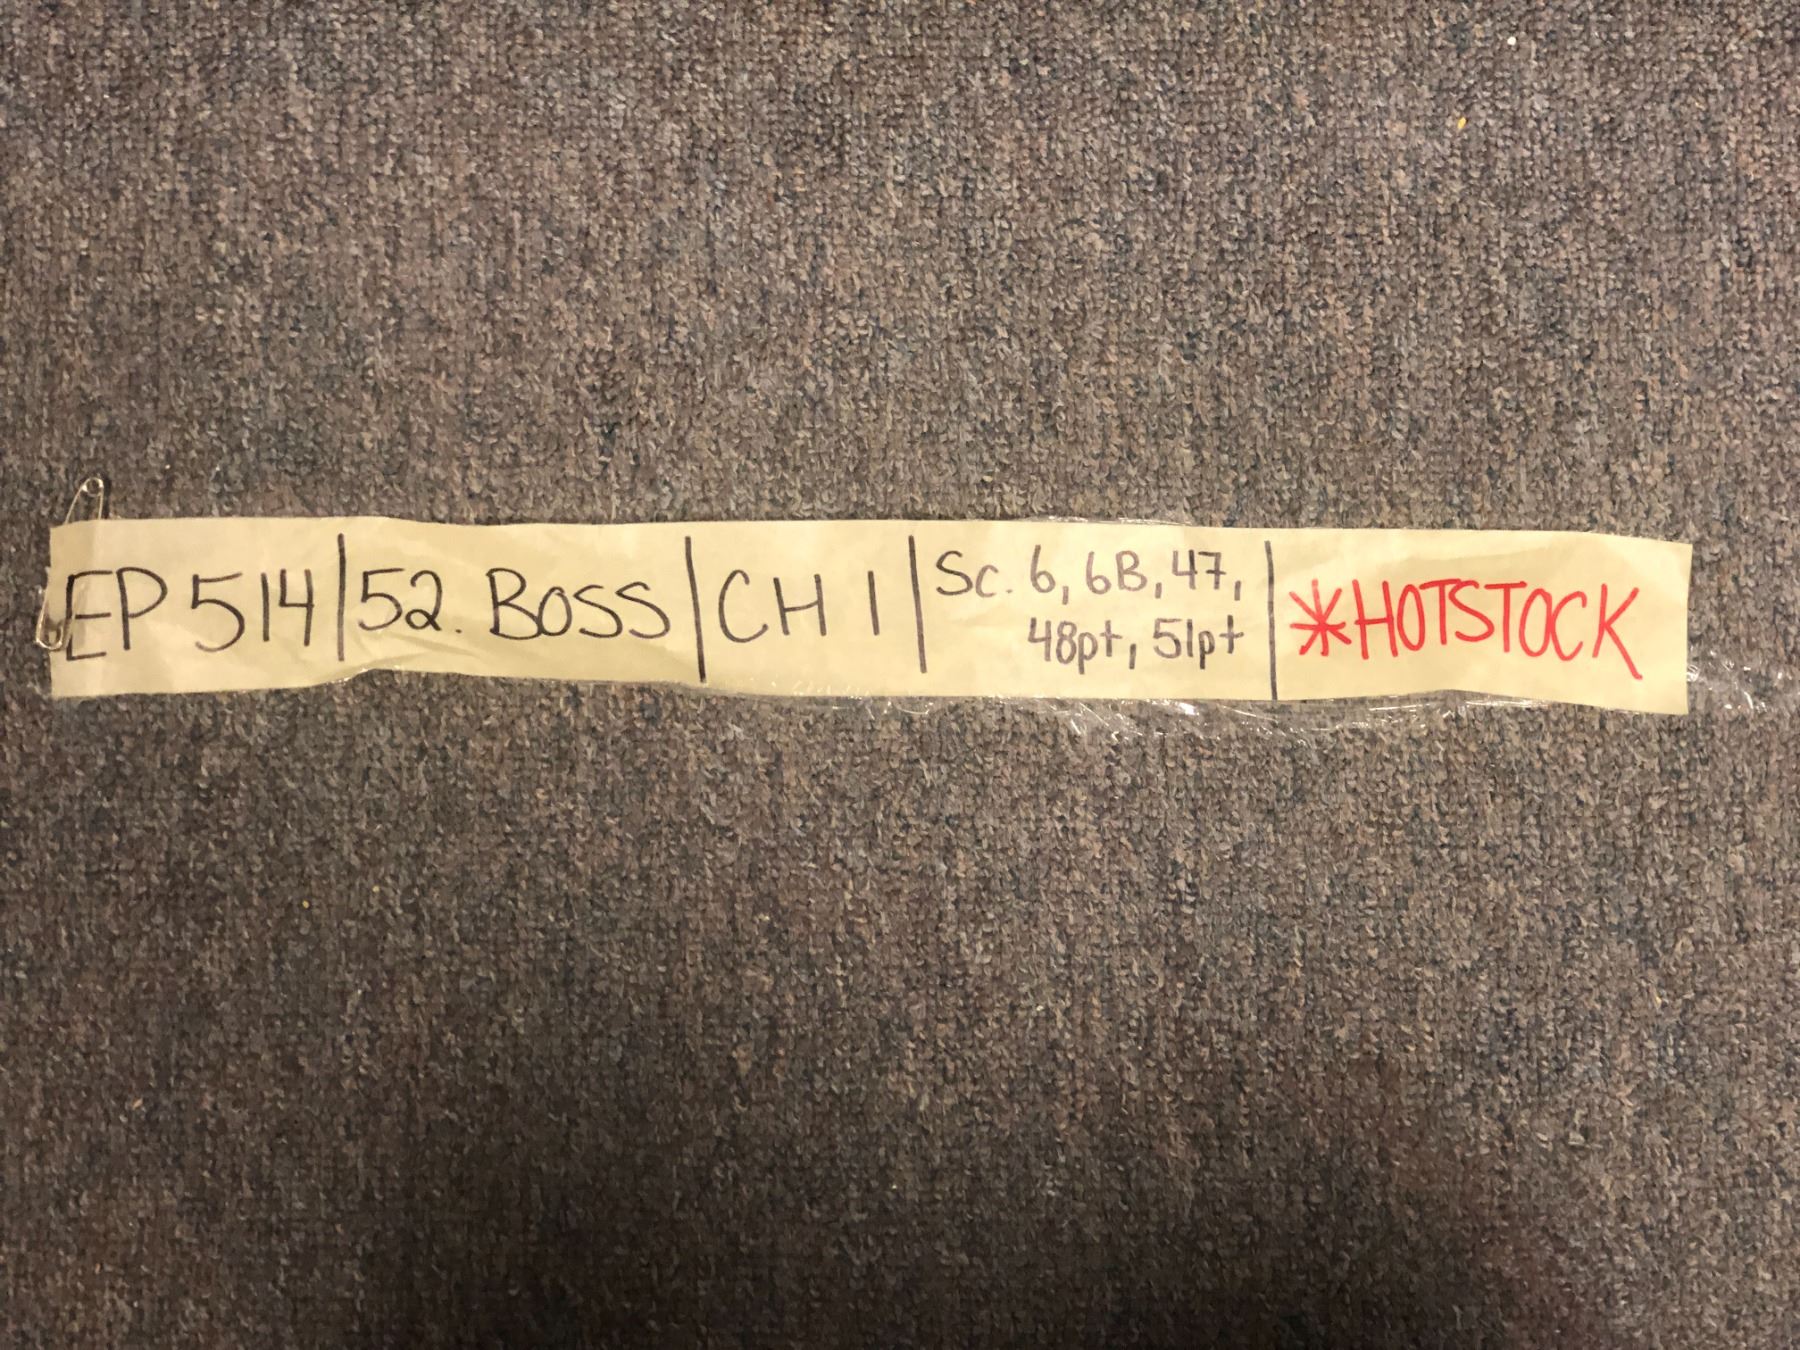 EP 514 | 52. BOSS | CH 1 | Sc. 6, 6B, 47,
48pt, 51pt
*HOTSTOCK